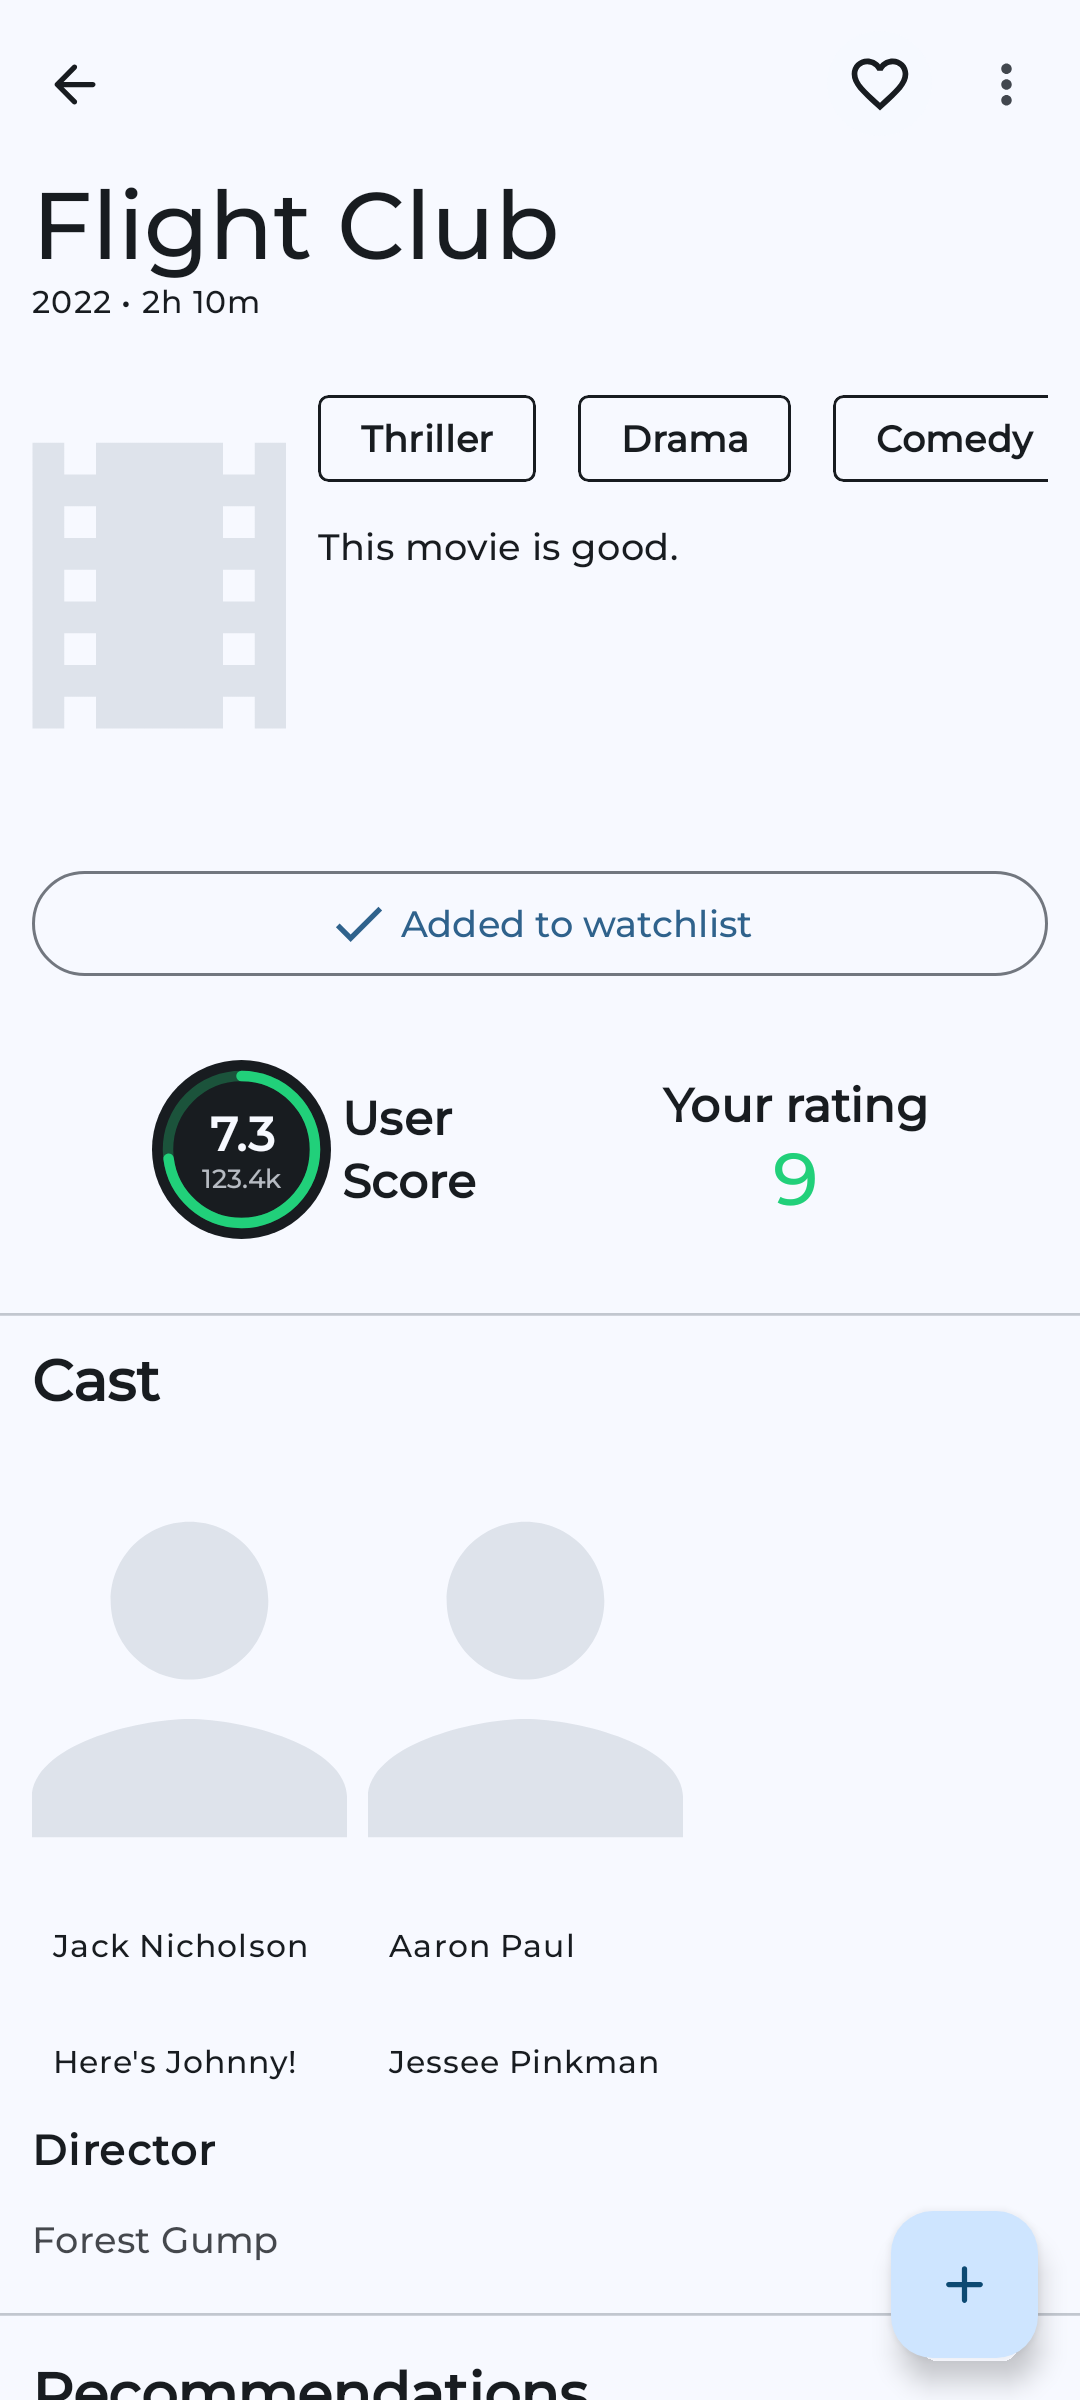 Flight Club
2022 • 2h 10m
Thriller Drama Comedy
This movie is good.
Added to watchlist
7.3
123.4k
User
Score
Your rating
9
Cast
Jack Nicholson Aaron Paul
Here's Johnny! Jessee Pinkman
Director
Forest Gump
Recommendations